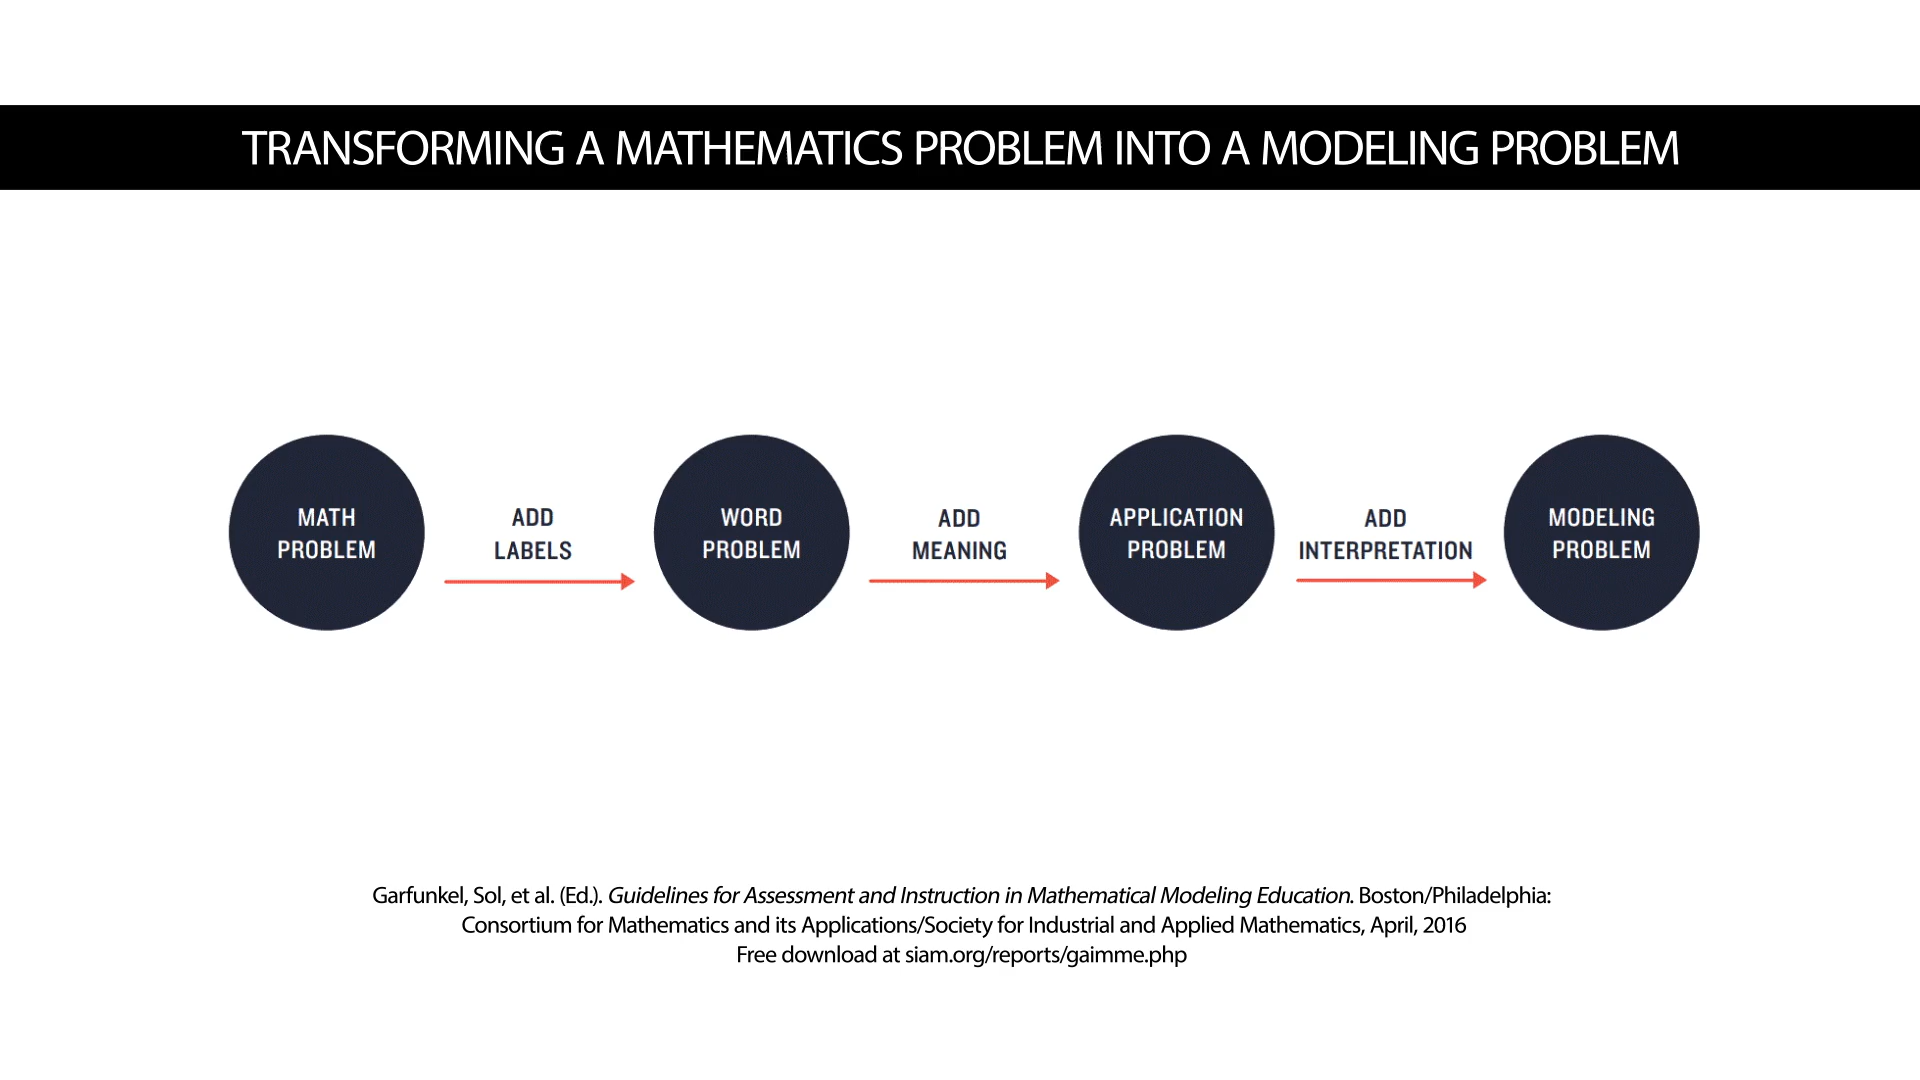 TRANSFORMING A MATHEMATICS PROBLEM INTO A MODELING PROBLEM
MATH
PROBLEM
ADD
LABELS
WORD
PROBLEM
ADD
MEANING
APPLICATION
PROBLEM
ADD
INTERPRETATION
MODELING
PROBLEM
Garfunkel, Sol, et al. (Ed.). Guidelines for Assessment and Instruction in Mathematical Modeling Education. Boston/Philadelphia:
Consortium for Mathematics and its Applications/Society for Industrial and Applied Mathematics, April, 2016
Free download at siam.org/reports/gaimme.php